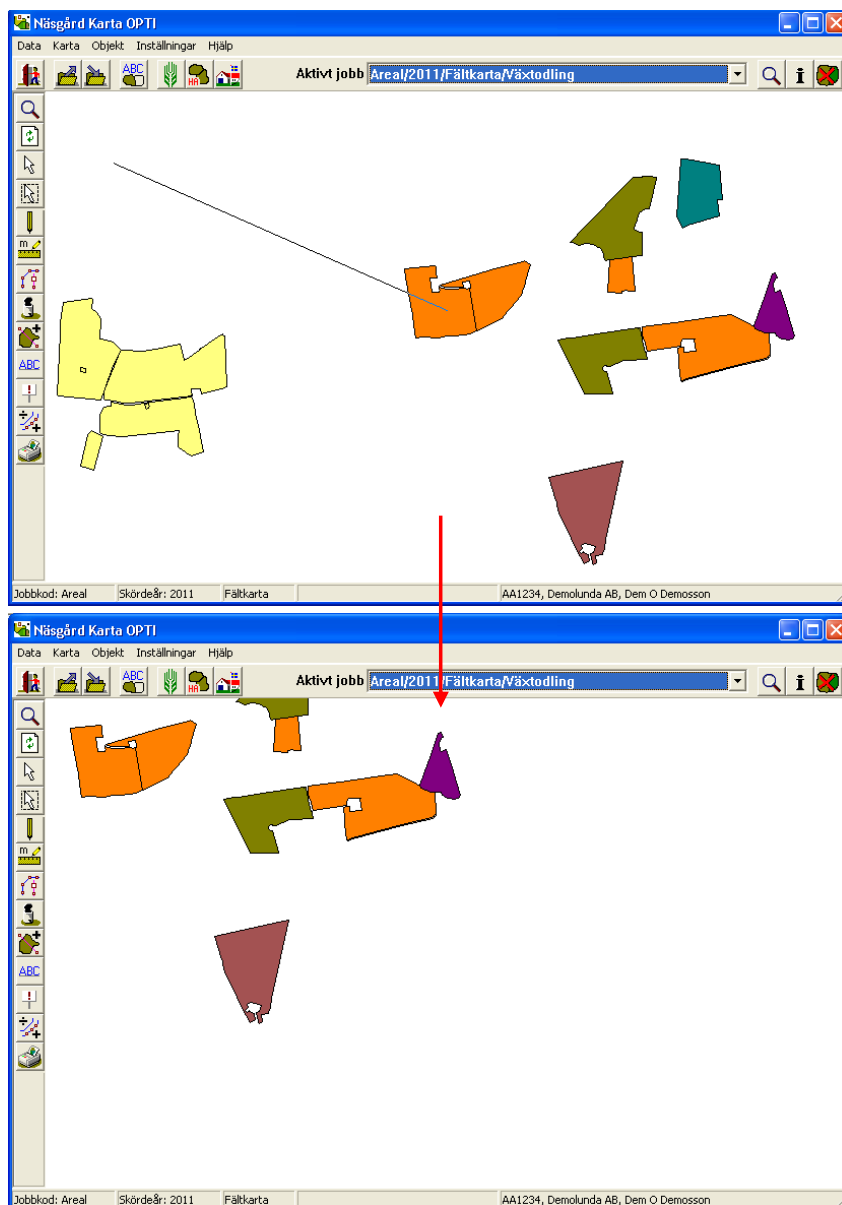 Näsgård Karta OPTI
Data Karta Objekt Inställningar Hjälp
ABC HA Aktivt jobb Areal/2011/Fältkarta/Växtodling i
m
ABC
Jobbkod: Areal Skördeår: 2011 Fältkarta AA1234, Demolunda AB, Dem O Demosson
Näsgård Karta OPTI
Data Karta Objekt Inställningar Hjälp
ABC HA Aktivt jobb Areal/2011/Fältkarta/Växtodling i
m
ABC
Jobbkod: Areal Skördeår: 2011 Fältkarta AA1234, Demolunda AB, Dem O Demosson